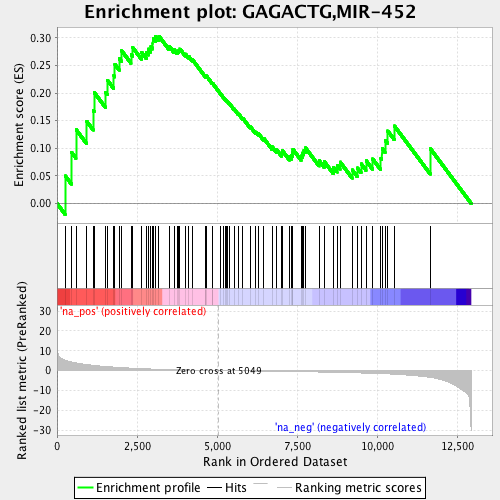 Enrichment plot: GAGACTG,MIR-452
Enrichment score (ES)
0.30
0.25
0.20
0.15
0.10
0.05
0.00
'na_pos' (positively correlated)
Ranked list metric (PreRanked)
30
20
10
0
-10
-20
-30
Zero cross at 5049
'na_neg' (negatively correlated)
0
2,500
5,000
7,500
10,000
12,500
Rank in Ordered Dataset
Enrichment profile
Hits
Ranking metric scores